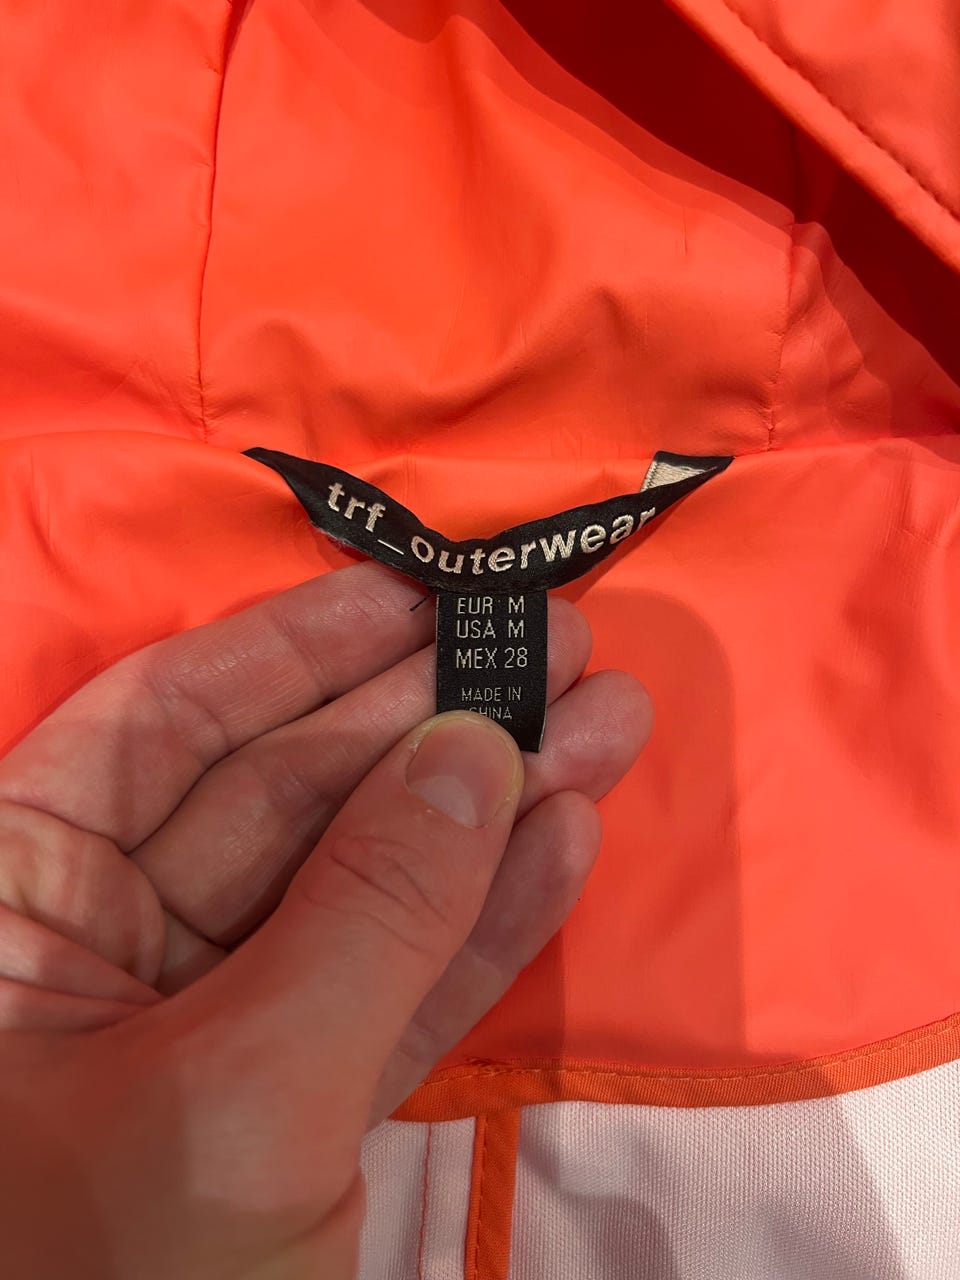 trf_outerwear
EUR M
USA M
MEX 28
MADE IN
CHINA